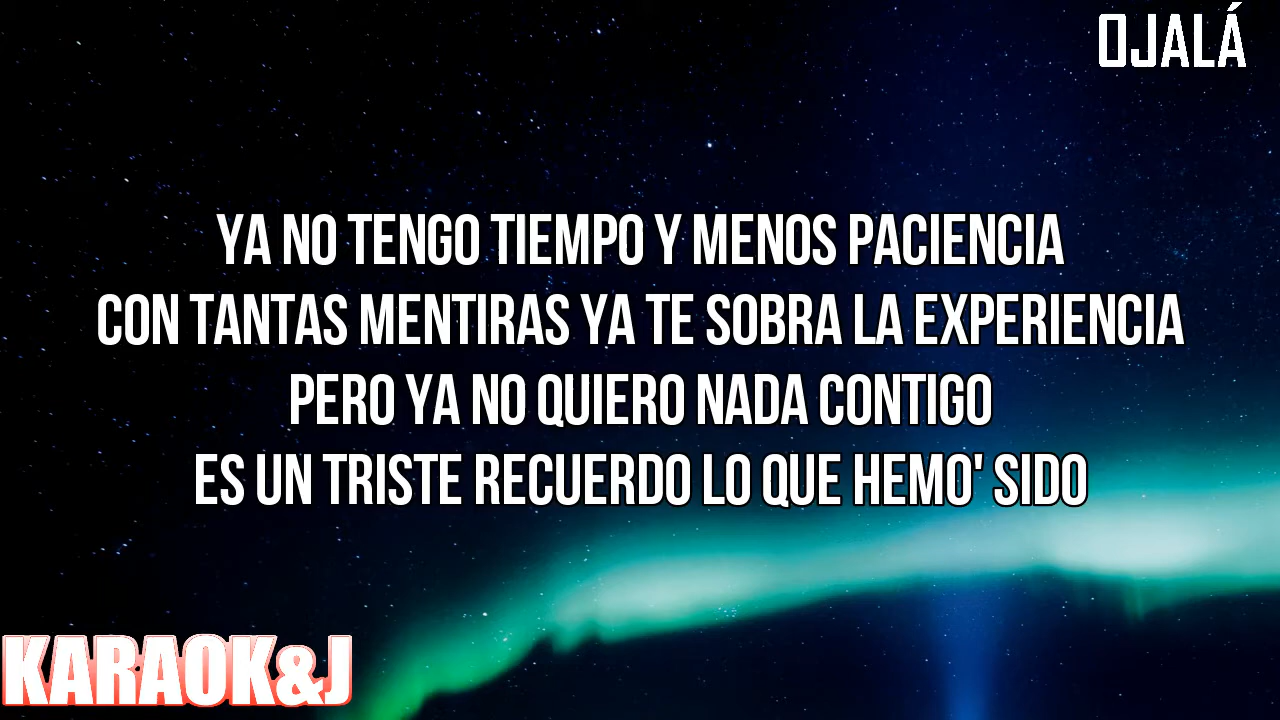 OJALÁ
YA NO TENGO TIEMPO Y MENOS PACIENCIA
CON TANTAS MENTIRAS YA TE SOBRA LA EXPERIENCIA
PERO YA NO QUIERO NADA CONTIGO
ES UN TRISTE RECUERDO LO QUE HEMO' SIDO
KARAOK&J